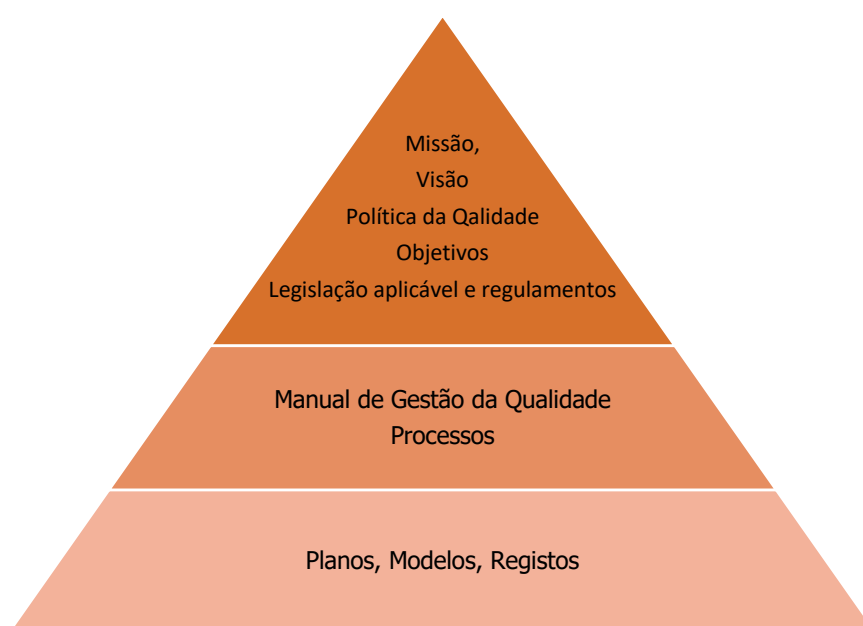 Missão,
Visão
Política da Qalidade
Objetivos
Legislação aplicável e regulamentos
Manual de Gestão da Qualidade
Processos
Planos, Modelos, Registos